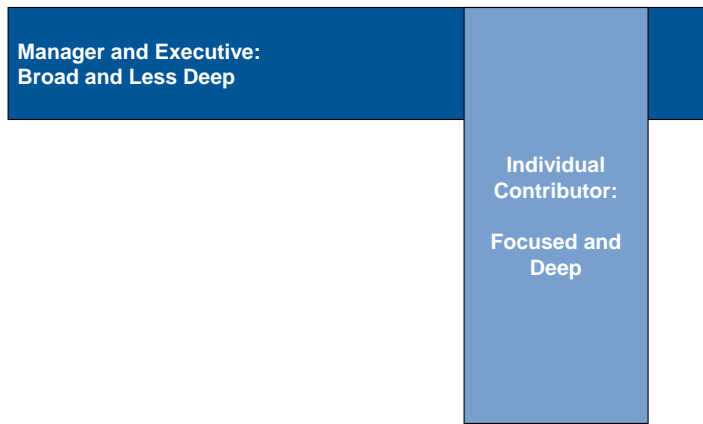 Manager and Executive:
Broad and Less Deep
Individual
Contributor:
Focused and
Deep